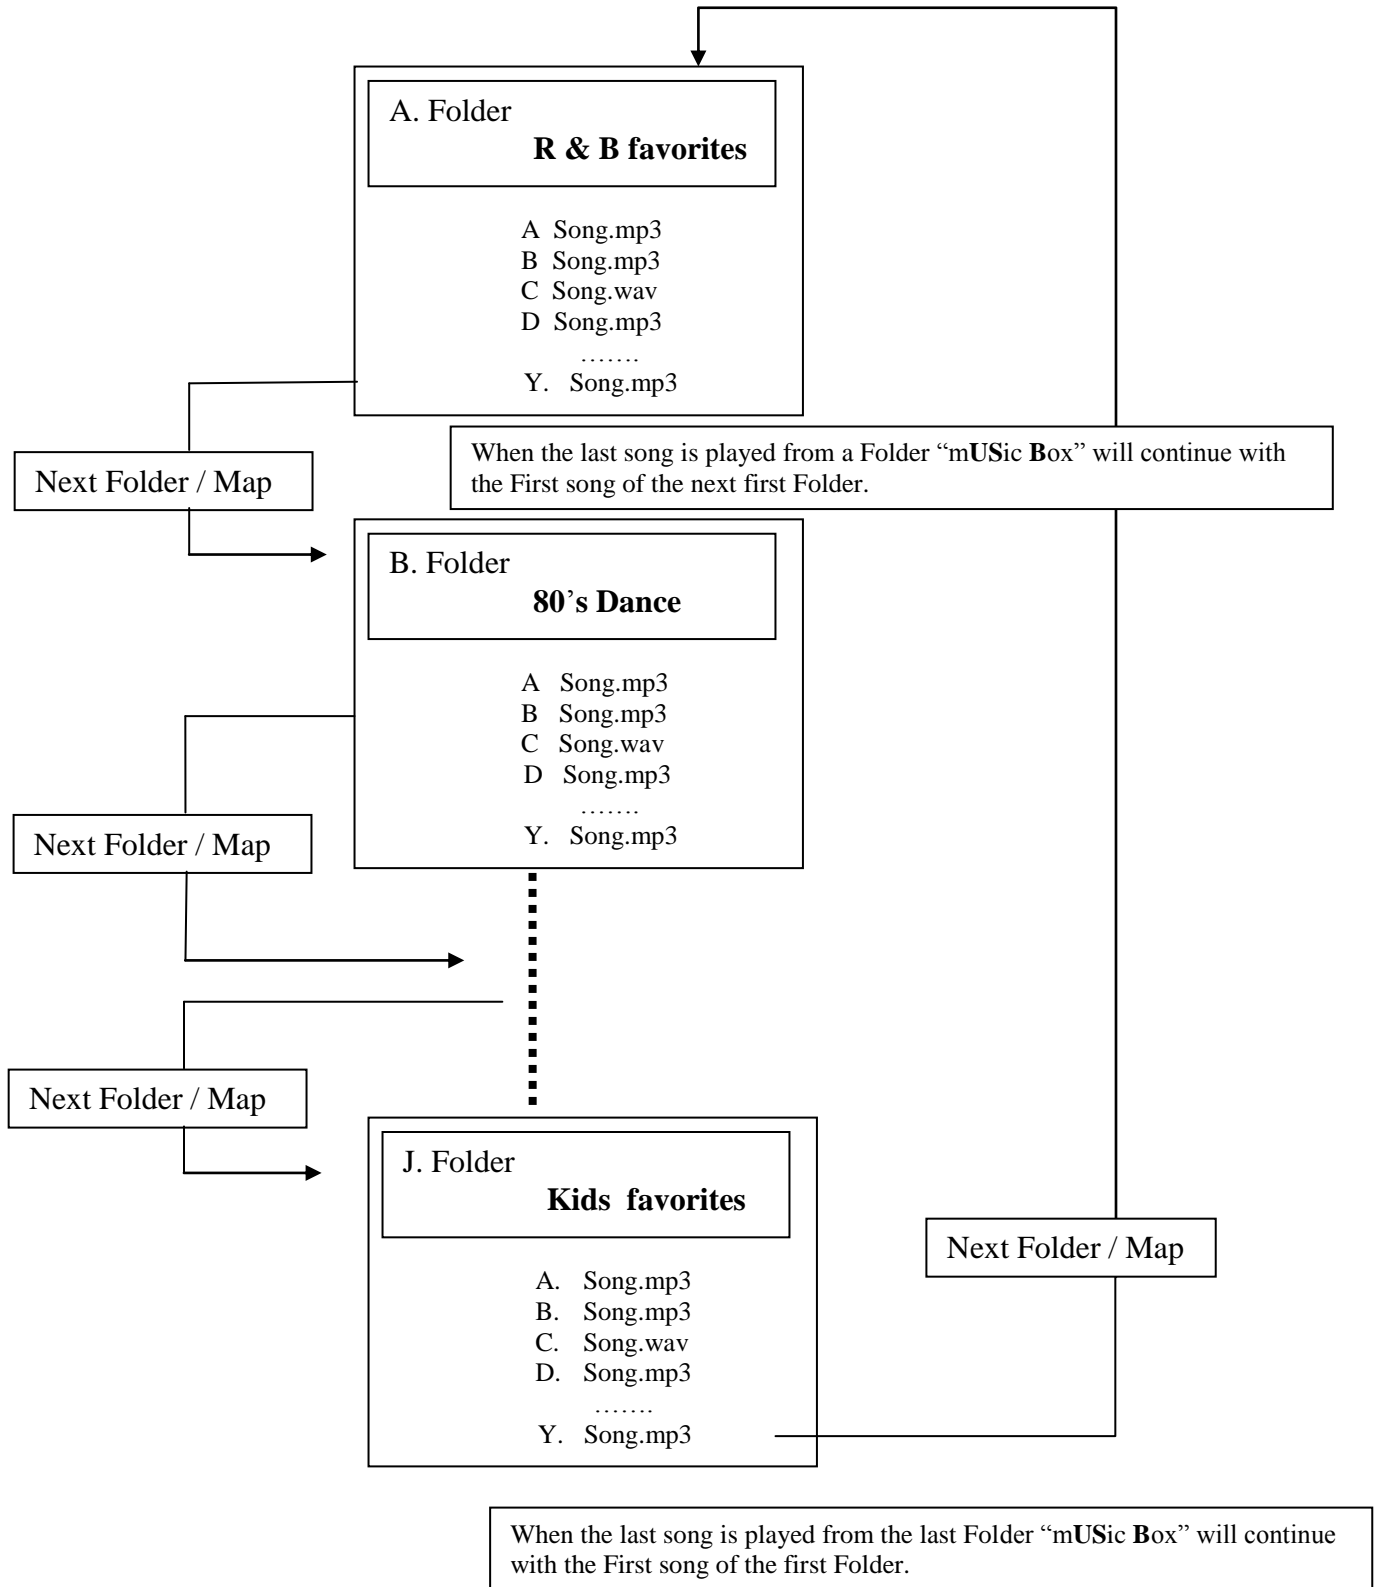 A. Folder
R & B favorites
A Song.mp3
B Song.mp3
C Song.wav
D Song.mp3
…….
Y. Song.mp3
Next Folder / Map
When the last song is played from a Folder “mUSic Box” will continue with
the First song of the next first Folder.
B. Folder
80’s Dance
A Song.mp3
B Song.mp3
C Song.wav
D Song.mp3
…….
Y. Song.mp3
Next Folder / Map
Next Folder / Map
J. Folder
Kids favorites
A. Song.mp3
B. Song.mp3
C. Song.wav
D. Song.mp3
…….
Y. Song.mp3
Next Folder / Map
When the last song is played from the last Folder “mUSic Box” will continue
with the First song of the first Folder.